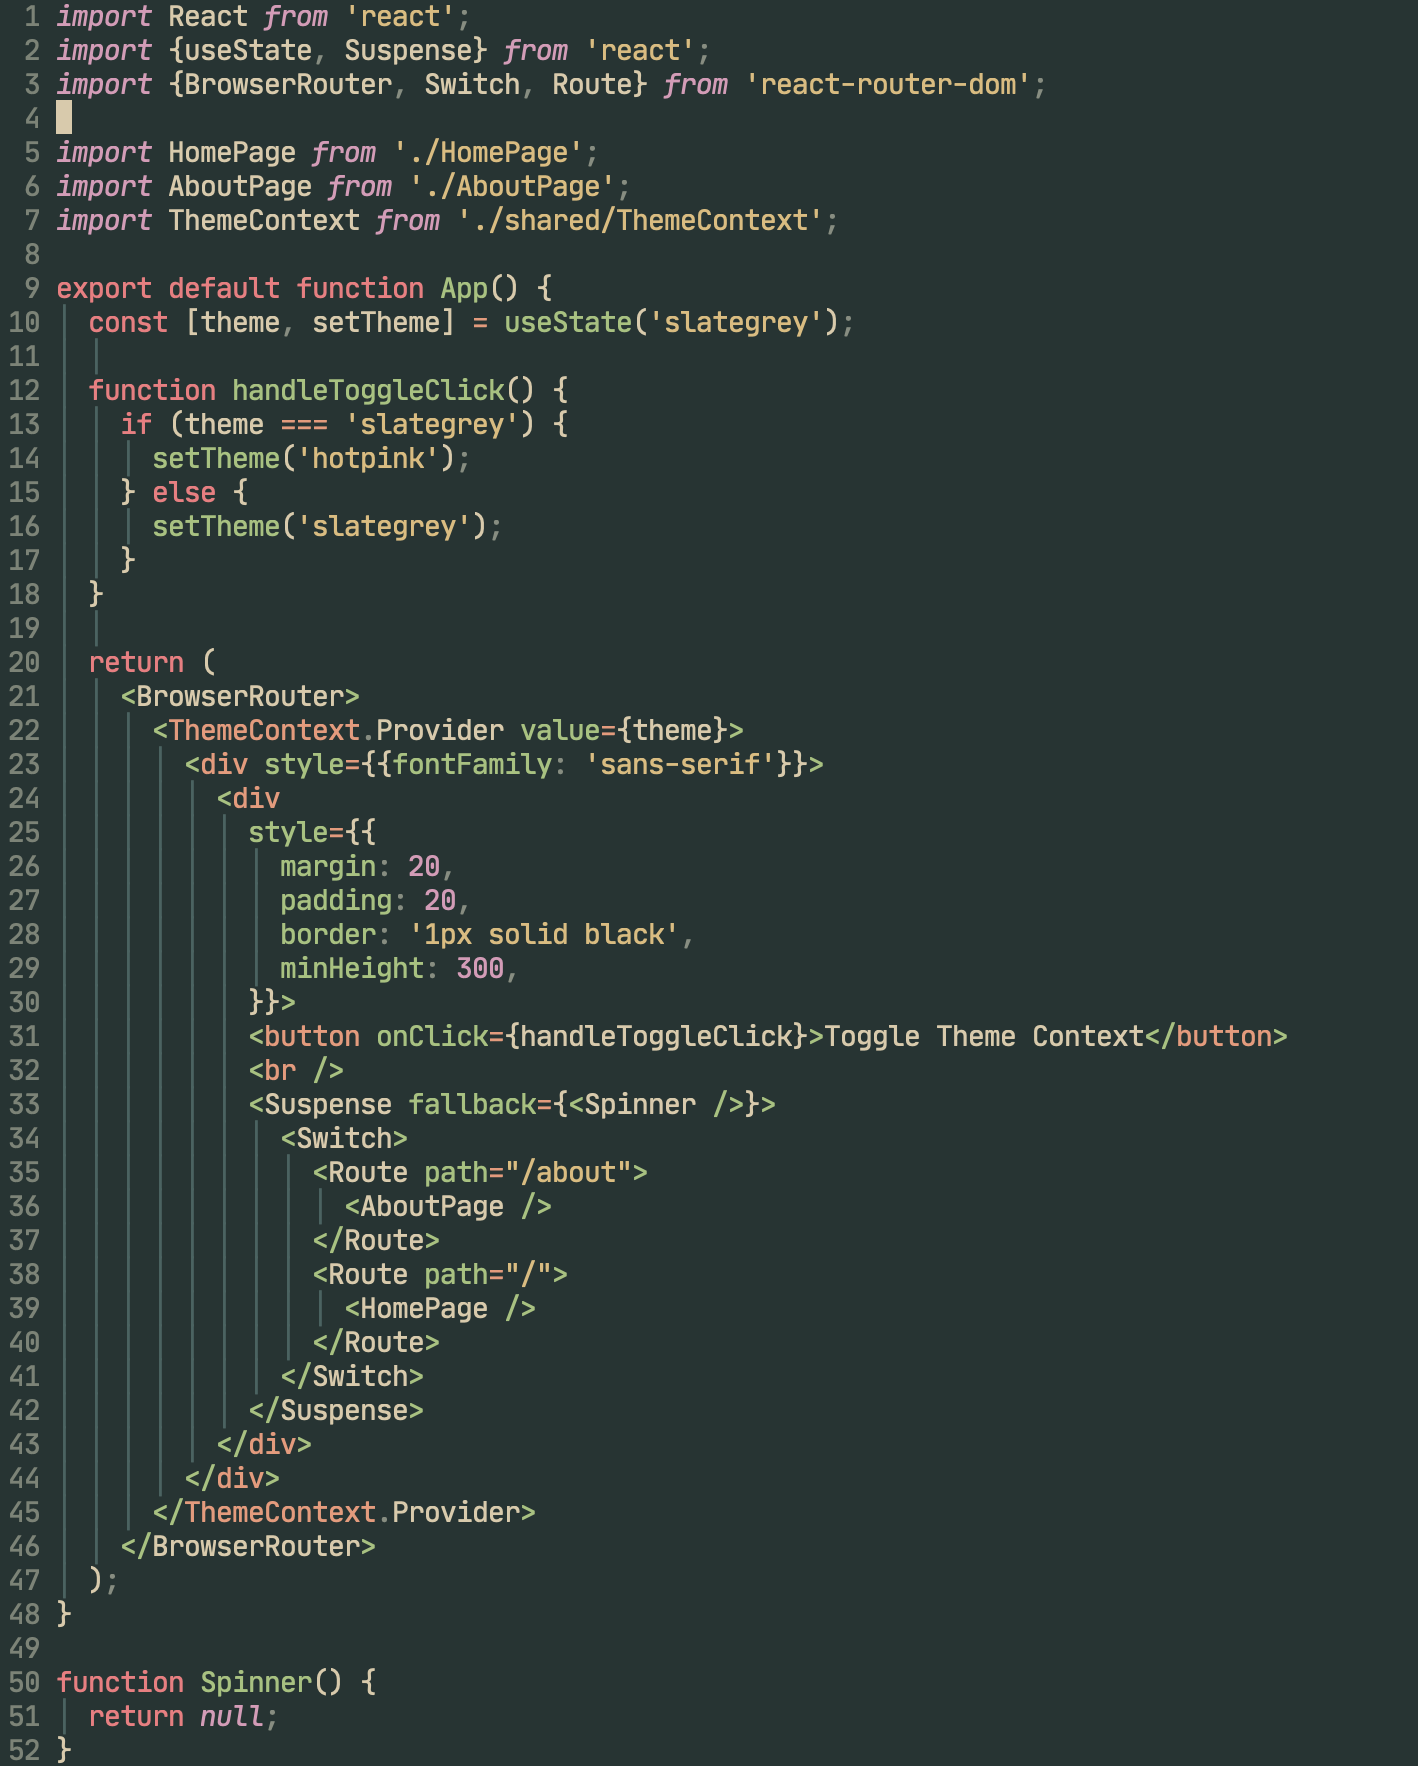 1 import React from 'react';
2 import {useState, Suspense} from 'react';
3 import {BrowserRouter, Switch, Route} from 'react-router-dom';
4
5 import HomePage from './HomePage';
6 import AboutPage from './AboutPage';
7 import ThemeContext from './shared/ThemeContext';
8
9 export default function App() {
10   const [theme, setTheme] = useState('slategrey');
11
12   function handleToggleClick() {
13     if (theme === 'slategrey') {
14       setTheme('hotpink');
15     } else {
16       setTheme('slategrey');
17     }
18   }
19
20   return (
21     <BrowserRouter>
22       <ThemeContext.Provider value={theme}>
23         <div style={{fontFamily: 'sans-serif'}}>
24           <div
25             style={{
26               margin: 20,
27               padding: 20,
28               border: '1px solid black',
29               minHeight: 300,
30             }}>
31             <button onClick={handleToggleClick}>Toggle Theme Context</button>
32             <br />
33             <Suspense fallback={<Spinner />}>
34               <Switch>
35                 <Route path="/about">
36                   <AboutPage />
37                 </Route>
38                 <Route path="/">
39                   <HomePage />
40                 </Route>
41               </Switch>
42             </Suspense>
43           </div>
44         </div>
45       </ThemeContext.Provider>
46     </BrowserRouter>
47   );
48 }
49
50 function Spinner() {
51   return null;
52 }